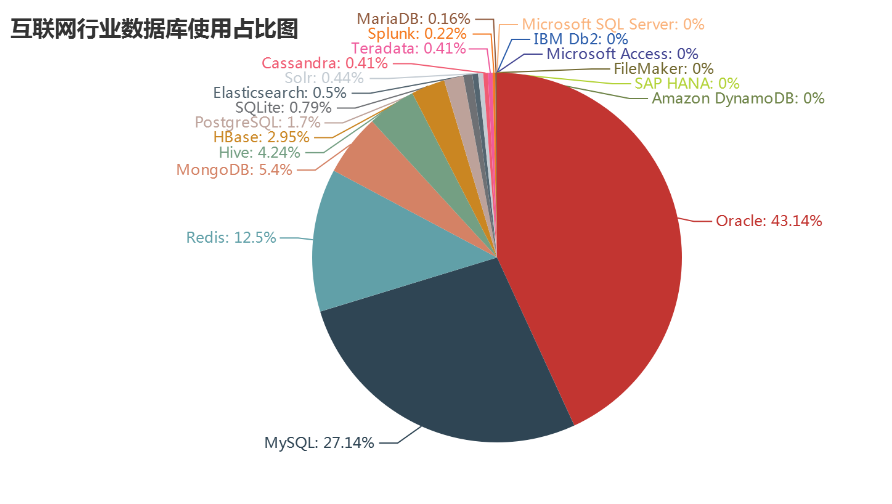 互联网行业数据库使用占比图
MariaDB: 0.16%
Splunk: 0.22%
Teradata: 0.41%
Cassandra: 0.41%
Solr: 0.44%
Elasticsearch: 0.5%
SQLite: 0.79%
PostgreSQL: 1.7%
HBase: 2.95%
Hive: 4.24%
MongoDB: 5.4%
Redis: 12.5%
MySQL: 27.14%
Microsoft SQL Server: 0%
IBM Db2: 0%
Microsoft Access: 0%
FileMaker: 0%
SAP HANA: 0%
Amazon DynamoDB: 0%
Oracle: 43.14%